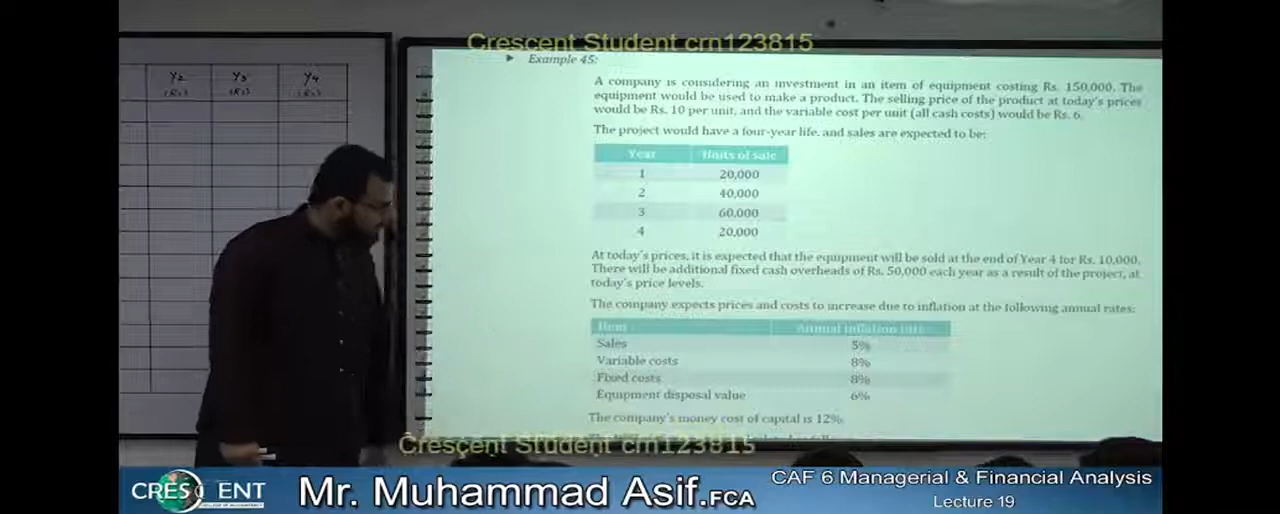 Crescent Student crn123815
Example 45:
A company is considering an investment in an item of equipment costing Rs. 150,000. The
equipment would be used to make a product. The selling price of the product at today's prices
would be Rs. 10 per unit, and the variable cost per unit (all cash costs) would be Rs. 6.
The project would have a four-year life, and sales are expected to be:
Year Units of sale
1 20,000
2 40,000
3 60,000
4 20,000
At today's prices, it is expected that the equipment will be sold at the end of Year 4 for Rs. 10,000.
There will be additional fixed cash overheads of Rs. 50,000 each year as a result of the project, at
today's price levels.
The company expects prices and costs to increase due to inflation at the following annual rates:
Item Annual inflation rate
Sales 5%
Variable costs 8%
Fixed costs 8%
Equipment disposal value 6%
The company's money cost of capital is 12%.
Y2 Y3 Y4
(Rs) (Rs) (Rs)
Crescent Student crn123815
CRESCENT
Mr. Muhammad Asif.FCA
CAF 6 Managerial & Financial Analysis
Lecture 19